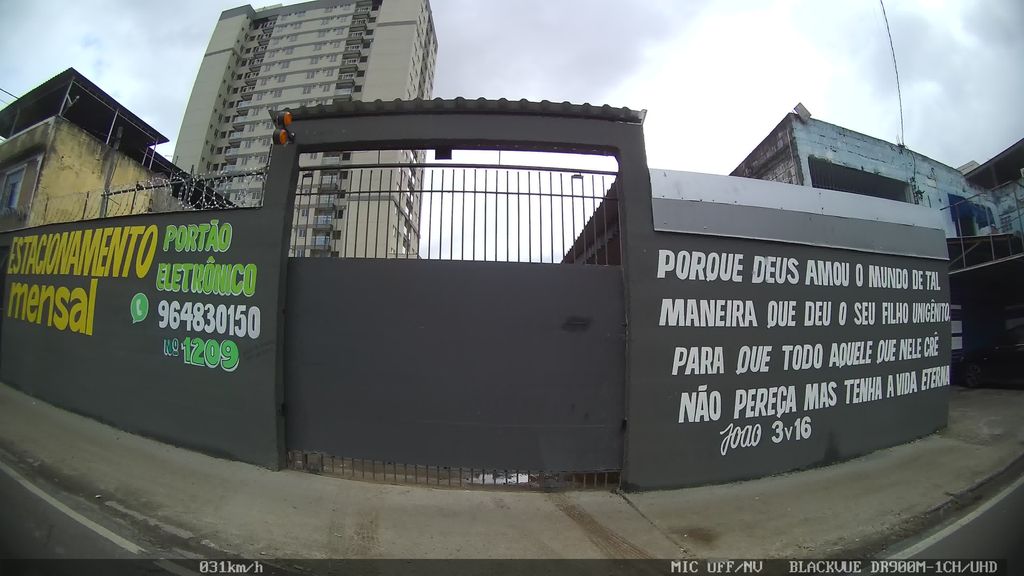 ESTACIONAMENTO
mensal
PORTÃO
ELETRÔNICO
964830150
Nº 1209
PORQUE DEUS AMOU O MUNDO DE TAL
MANEIRA QUE DEU O SEU FILHO UNIGÊNITO
PARA QUE TODO AQUELE QUE NELE CRÊ
NÃO PEREÇA MAS TENHA A VIDA ETERNA
JOAO 3v16
031km/h
MIC OFF/NV
BLACKVUE DR900M-1CH/UHD